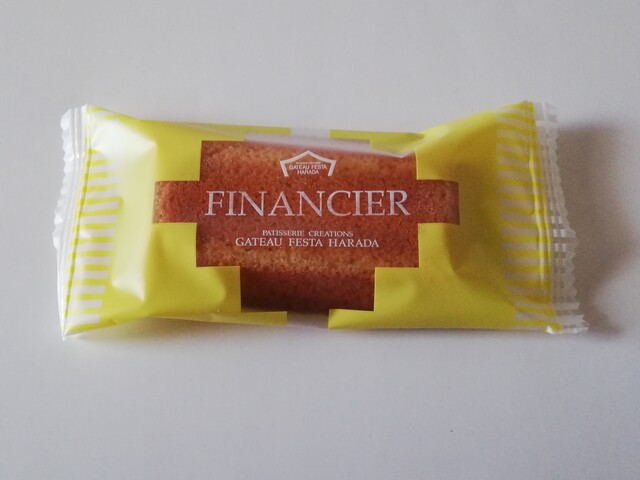 GATEAU FESTA
HARADA
FINANCIER
PATISSERIE CREATIONS
GATEAU FESTA HARADA